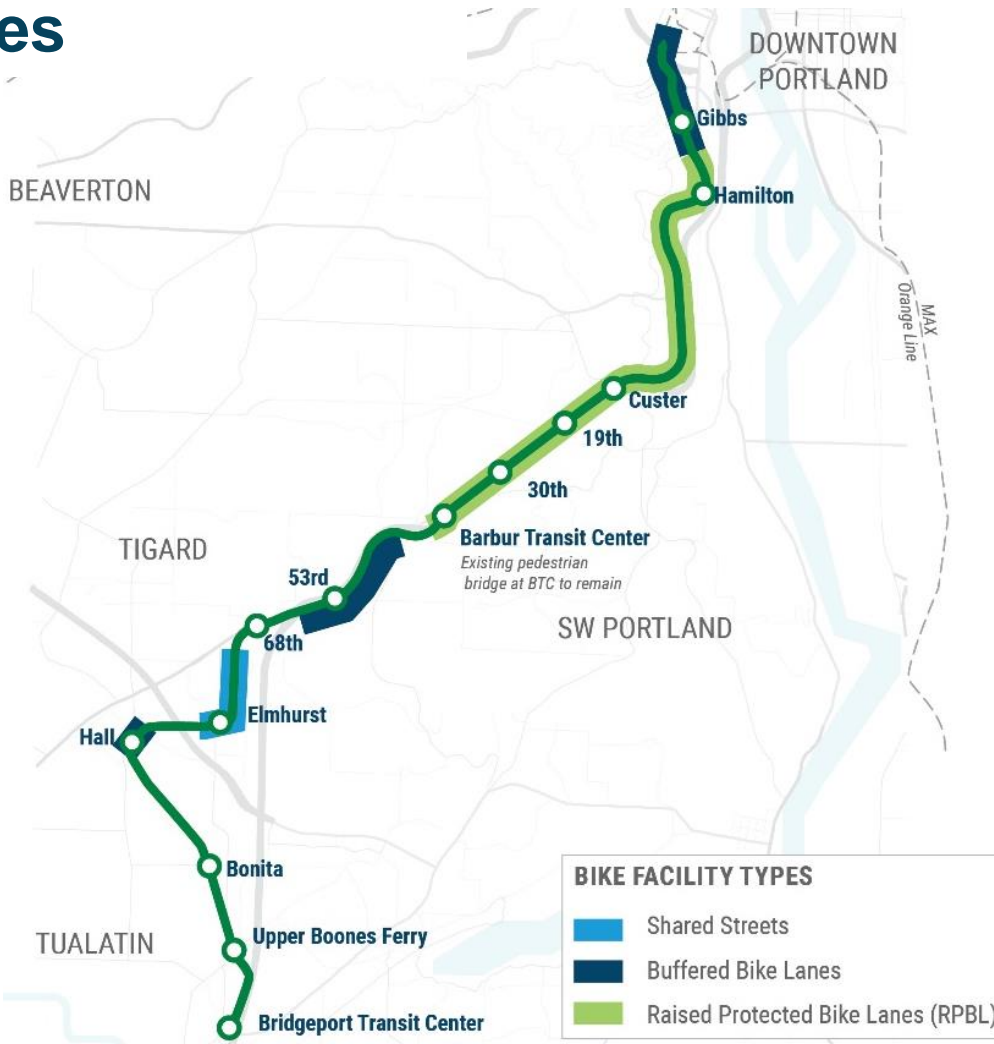 es
DOWNTOWN
PORTLAND
Gibbs
BEAVERTON
Hamilton
MAX
Orange Line
Custer
19th
30th
Barbur Transit Center
Existing pedestrian
bridge at BTC to remain
TIGARD
53rd
SW PORTLAND
68th
Elmhurst
Hall
Bonita
BIKE FACILITY TYPES
Shared Streets
Buffered Bike Lanes
Raised Protected Bike Lanes (RPBL)
TUALATIN
Upper Boones Ferry
Bridgeport Transit Center